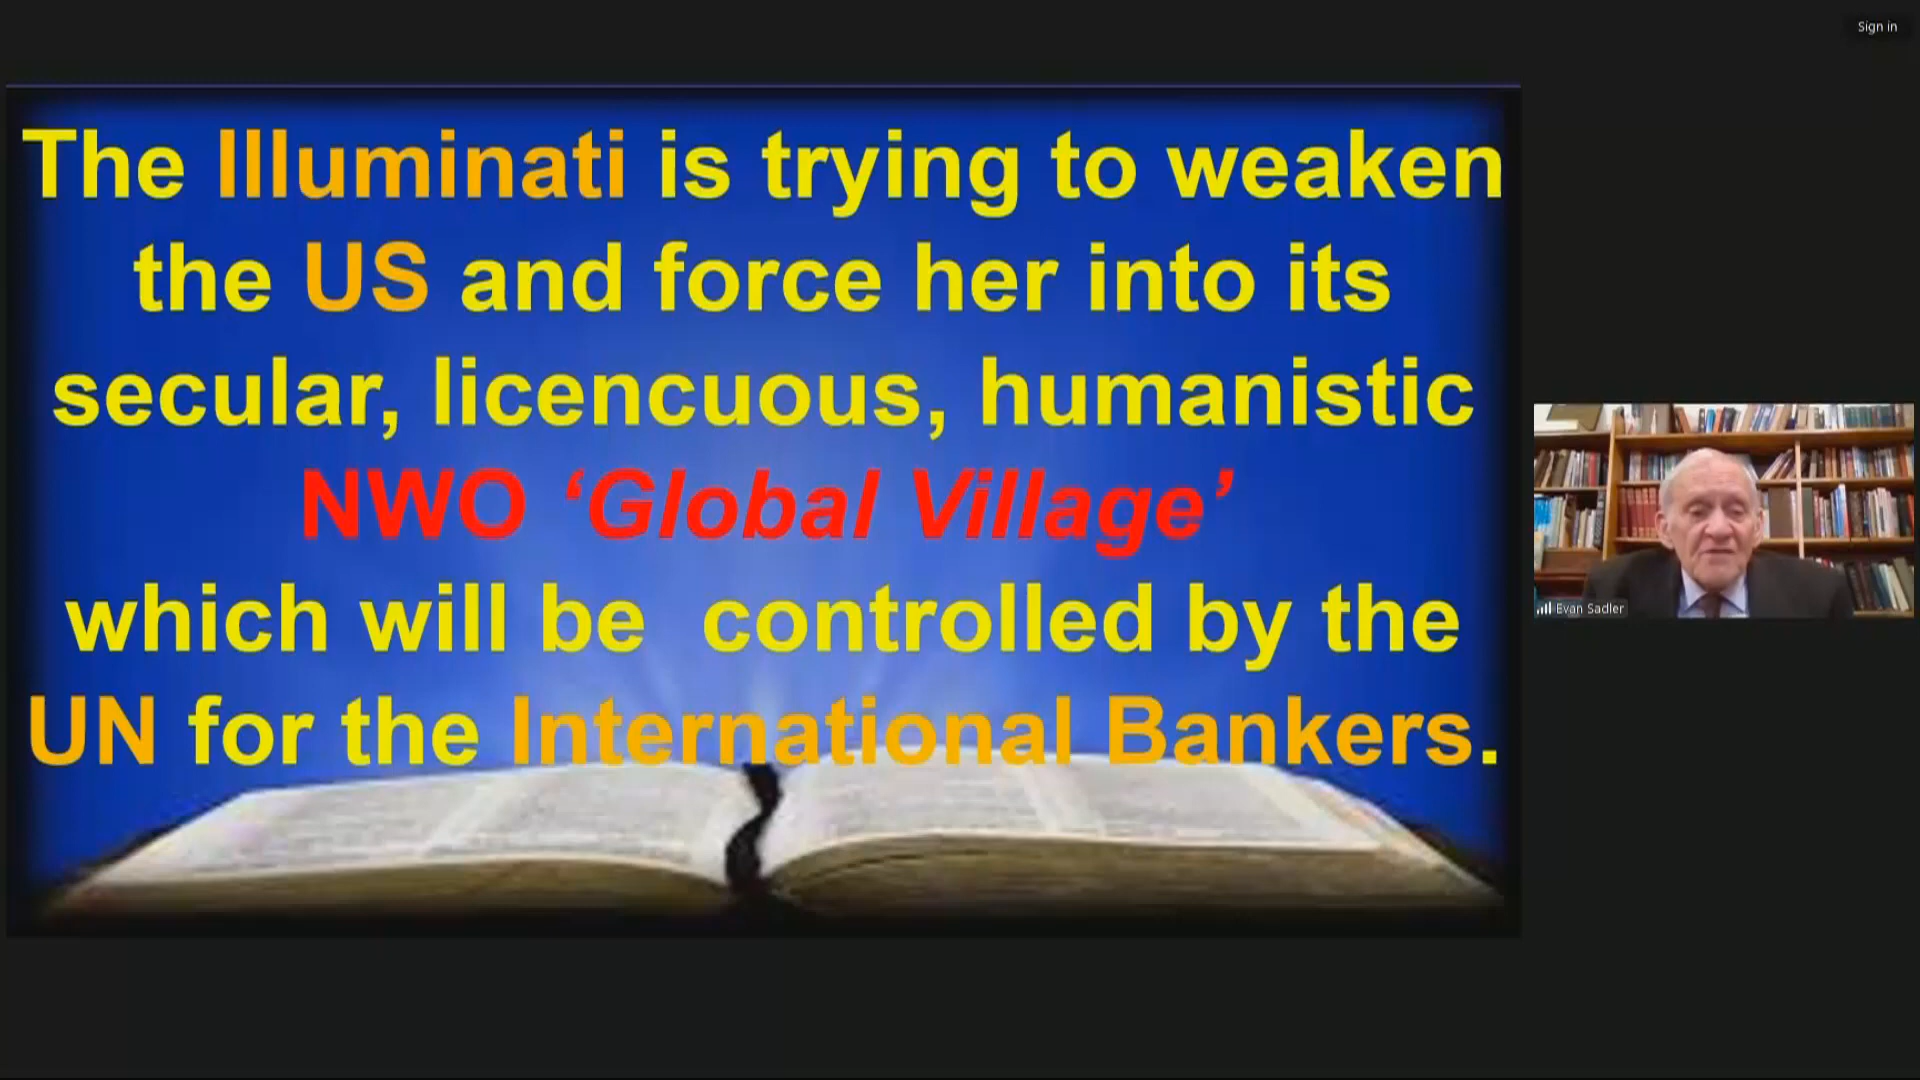 Sign in
The Illuminati is trying to weaken
the US and force her into its
secular, licencuous, humanistic
NWO ‘Global Village’
which will be controlled by the
UN for the International Bankers.
Evan Sadler